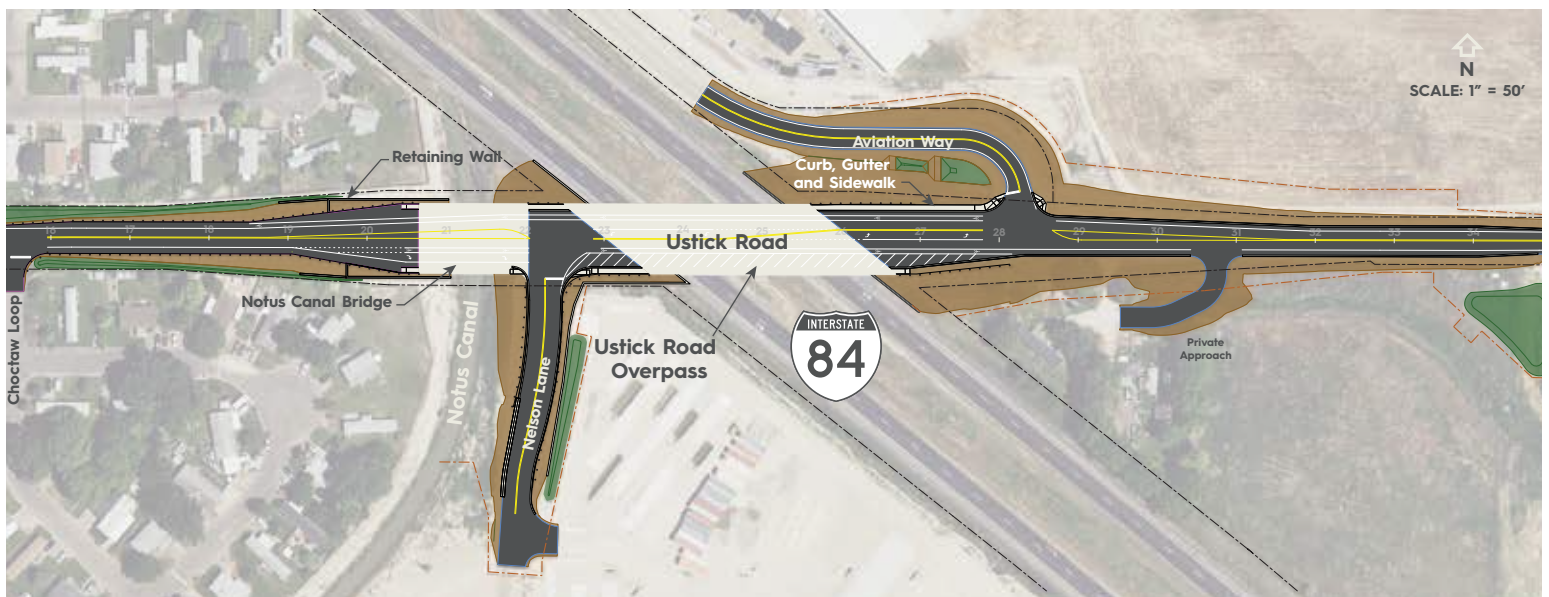 N
SCALE: 1” = 50’
Aviation Way
Retaining Wall
Curb, Gutter
and Sidewalk
16
17
18
19
20
21
22
23
24
25
26
27
28
29
30
31
32
33
34
Ustick Road
Notus Canal Bridge
Choctaw Loop
Notus Canal
Nelson Lane
Ustick Road
Overpass
INTERSTATE
84
Private
Approach